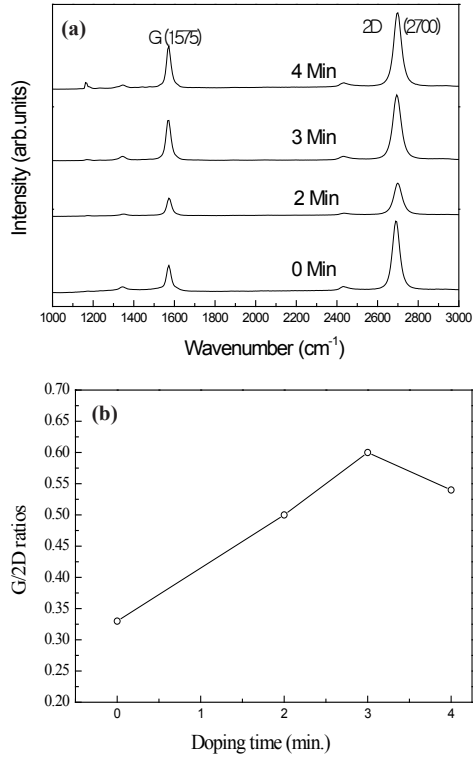 (a)
G (1575)
2D (2700)
4 Min
3 Min
2 Min
0 Min
Intensity (arb.units)
1000 1200 1400 1600 1800 2000 2200 2400 2600 2800 3000
Wavenumber (cm-1)
(b)
0.70
0.65
0.60
0.55
0.50
0.45
0.40
0.35
0.30
0.25
0.20
G/2D ratios
0 1 2 3 4
Doping time (min.)